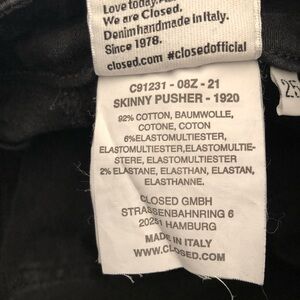 Love today.
We are Closed.
Denim handmade in Italy.
Since 1978.
closed.com #closedofficial
C91231 - 08Z - 21
SKINNY PUSHER - 1920
92% COTTON, BAUMWOLLE,
COTONE, COTON
6%ELASTOMULTIESTER,
ELASTOMULTIESTER,ELASTOMULTIE-
STERE, ELASTOMULTIESTER
2% ELASTANE, ELASTHAN, ELASTAN,
ELASTHANNE.
CLOSED GMBH
STRASSENBAHNRING 6
20251 HAMBURG
MADE IN ITALY
WWW.CLOSED.COM
25